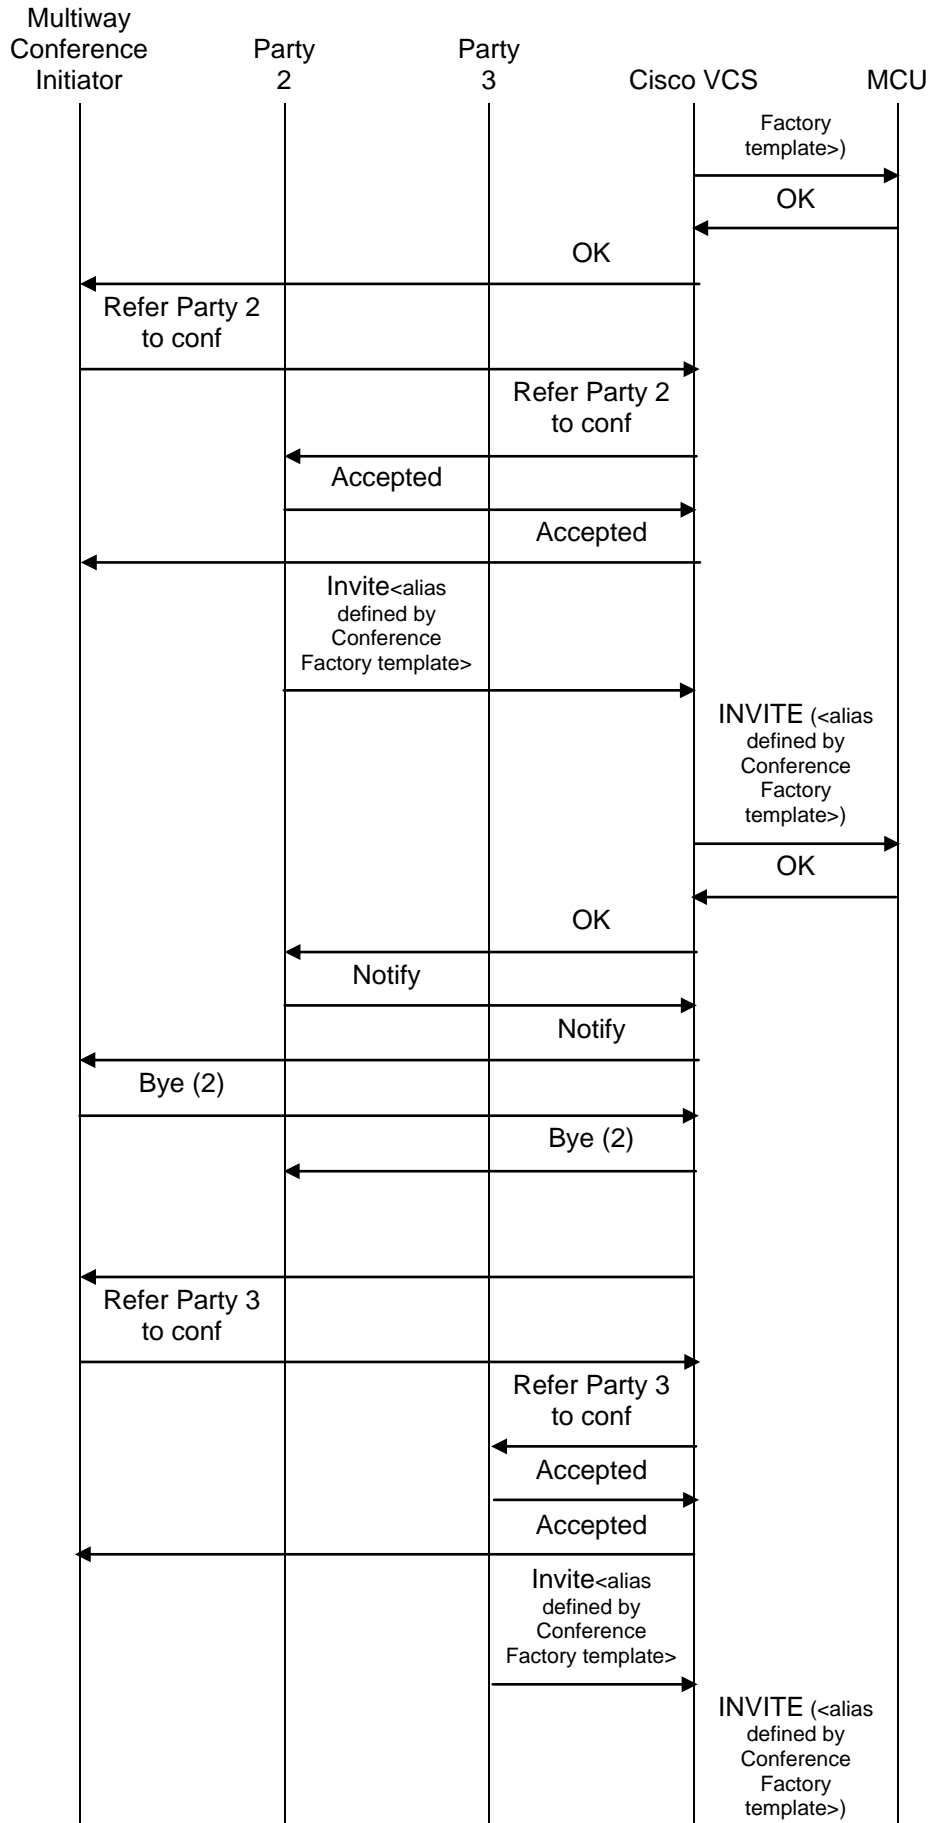 Multiway
Conference
Initiator
Party
2
Party
3
Cisco VCS
MCU
Factory
template>)
OK
OK
Refer Party 2
to conf
Refer Party 2
to conf
Accepted
Accepted
Invite<alias
defined by
Conference
Factory template>
INVITE (<alias
defined by
Conference
Factory
template>)
OK
OK
Notify
Notify
Bye (2)
Bye (2)
Refer Party 3
to conf
Refer Party 3
to conf
Accepted
Accepted
Invite<alias
defined by
Conference
Factory template>
INVITE (<alias
defined by
Conference
Factory
template>)